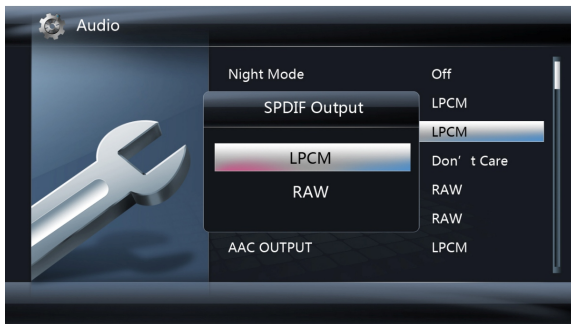 Audio
Night Mode Off
LPCM
SPDIF Output
LPCM
LPCM
Don't Care
RAW
RAW
RAW
AAC OUTPUT LPCM